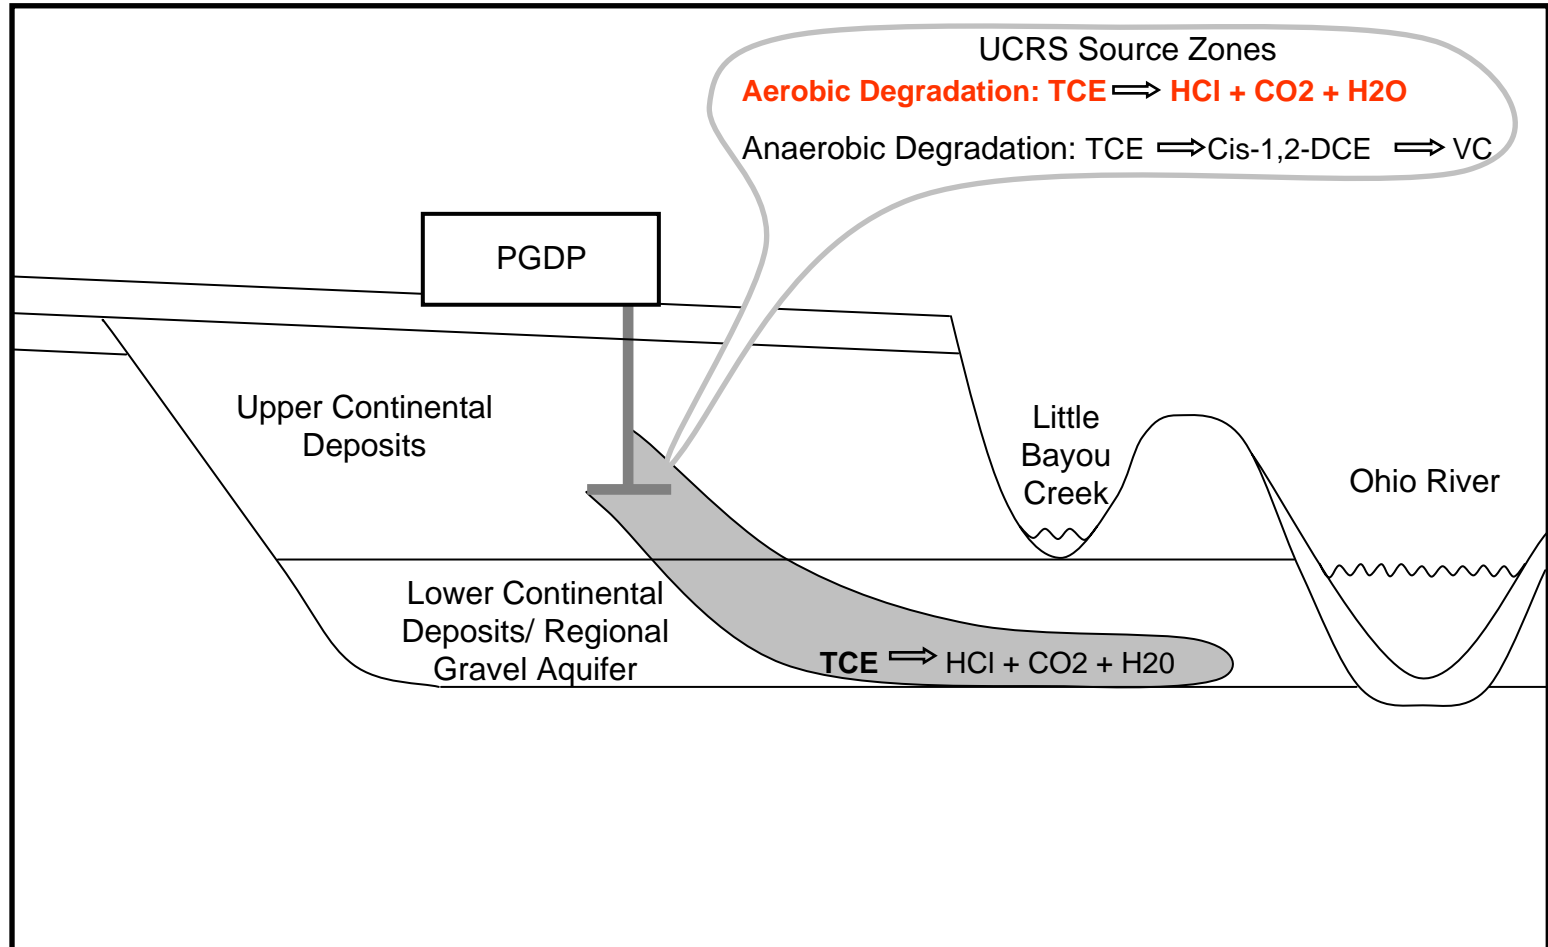 UCRS Source Zones
Aerobic Degradation: TCE ⇒ HCl + CO2 + H2O
Anaerobic Degradation: TCE ⇒ Cis-1,2-DCE ⇒ VC
PGDP
Upper Continental
Deposits
Little
Bayou
Creek
Ohio River
Lower Continental
Deposits/ Regional
Gravel Aquifer
TCE ⇒ HCl + CO2 + H20